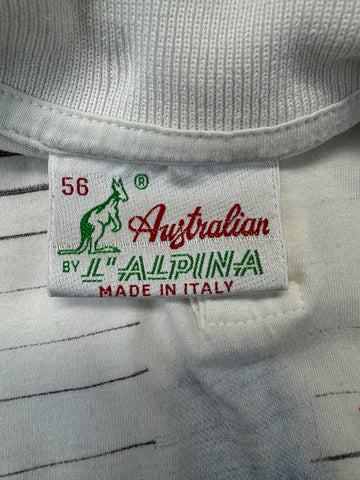 56 ®
Australian
BY L'ALPINA
MADE IN ITALY